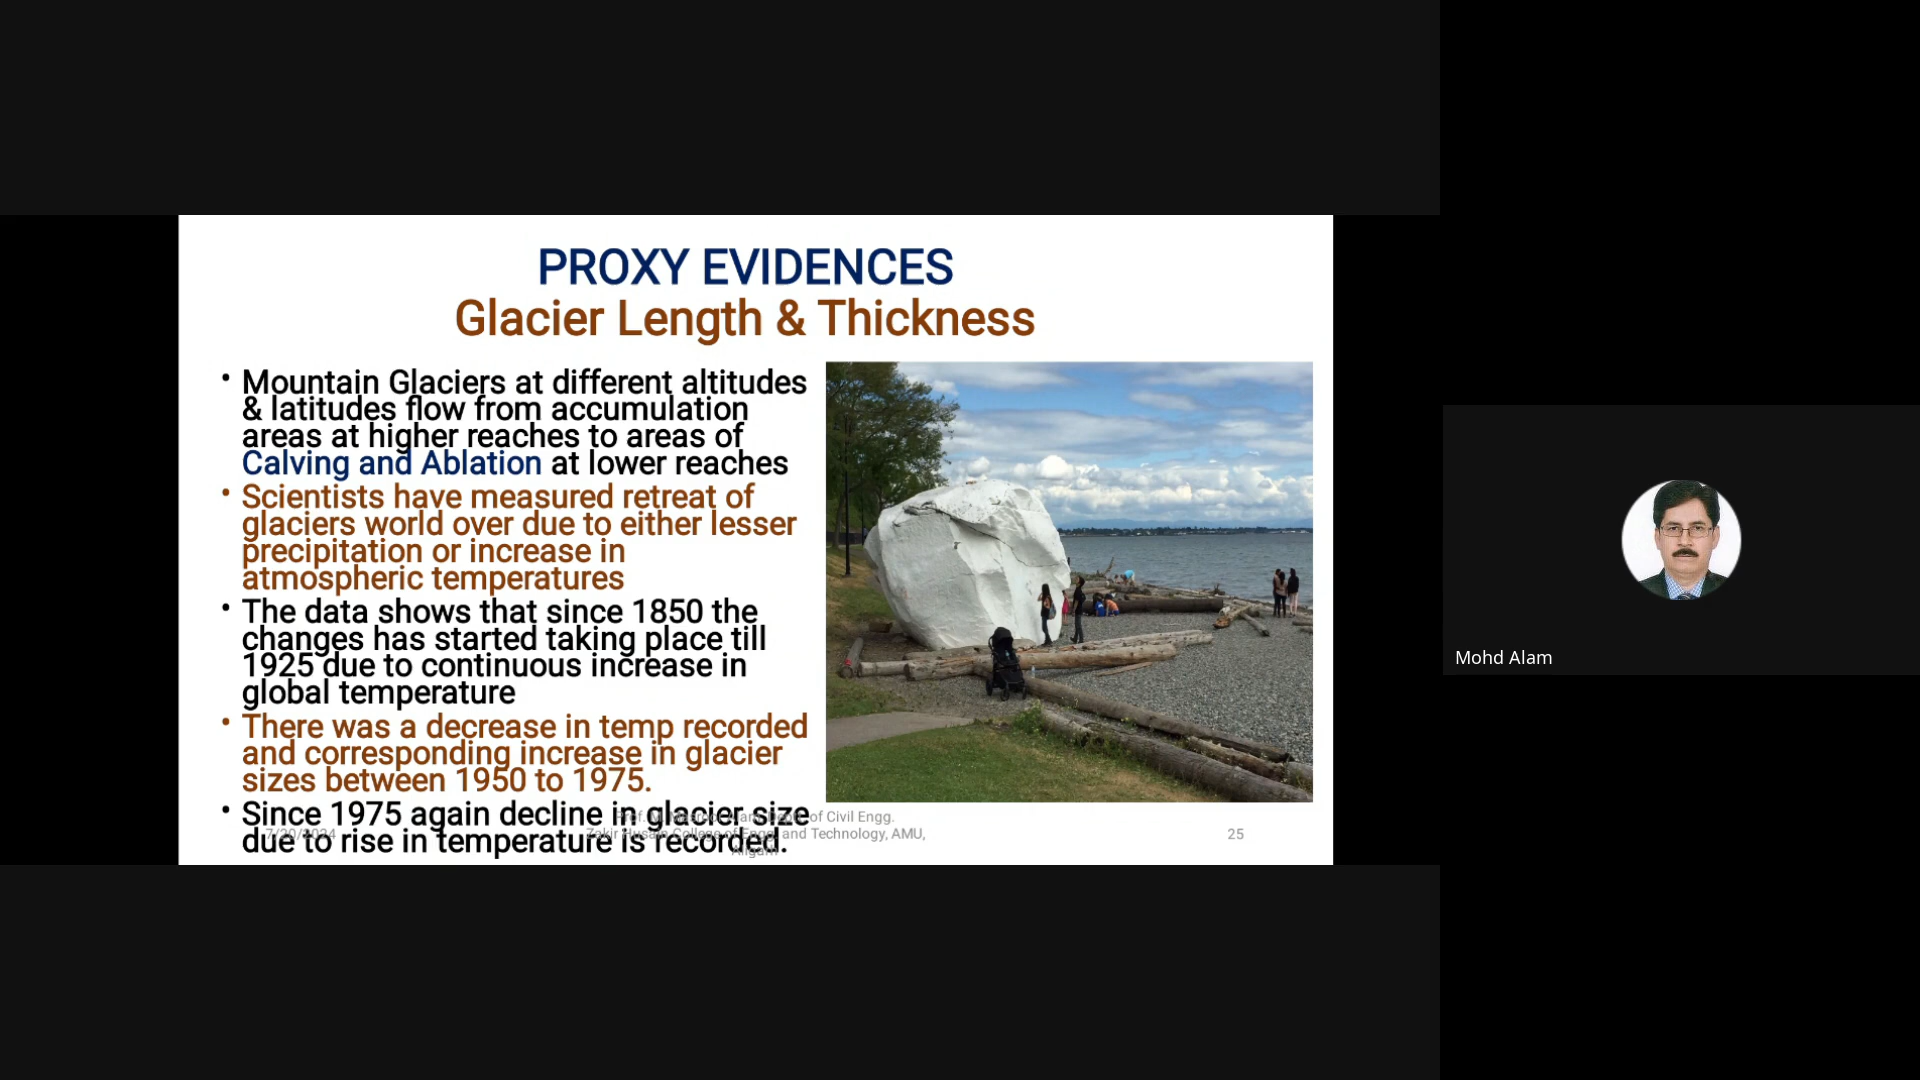 PROXY EVIDENCES
Glacier Length & Thickness
• Mountain Glaciers at different altitudes
& latitudes flow from accumulation
areas at higher reaches to areas of
Calving and Ablation at lower reaches
• Scientists have measured retreat of
glaciers world over due to either lesser
precipitation or increase in
atmospheric temperatures
• The data shows that since 1850 the
changes has started taking place till
1925 due to continuous increase in
global temperature
• There was a decrease in temp recorded
and corresponding increase in glacier
sizes between 1950 to 1975.
• Since 1975 again decline in glacier size
due to rise in temperature is recorded.
7/20/2024
of Civil Engg.
Zakir Husain College of Engg. and Technology, AMU,
Aligarh
25
Mohd Alam